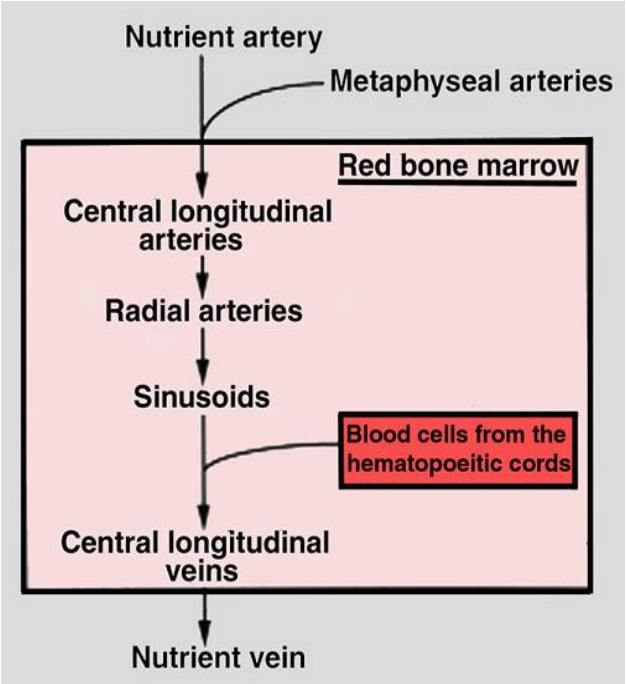 Nutrient artery
Metaphyseal arteries
Red bone marrow
Central longitudinal
arteries
Radial arteries
Sinusoids
Blood cells from the
hematopoeitic cords
Central longitudinal
veins
Nutrient vein